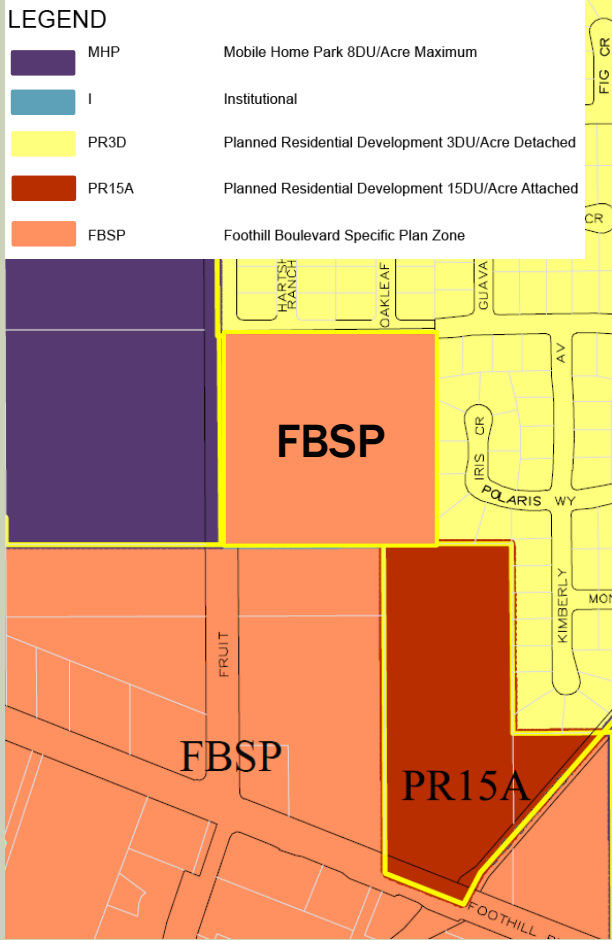 LEGEND
MHP Mobile Home Park 8DU/Acre Maximum
I Institutional
PR3D Planned Residential Development 3DU/Acre Detached
PR15A Planned Residential Development 15DU/Acre Attached
FBSP Foothill Boulevard Specific Plan Zone
FIG CR
CR
HARTSH
RANCH
OAKLEAF
GUAVA
AV
FBSP
IRIS CR
POLARIS WY
KIMBERLY
MON
FRUIT
FBSP
PR15A
FOOTHILL